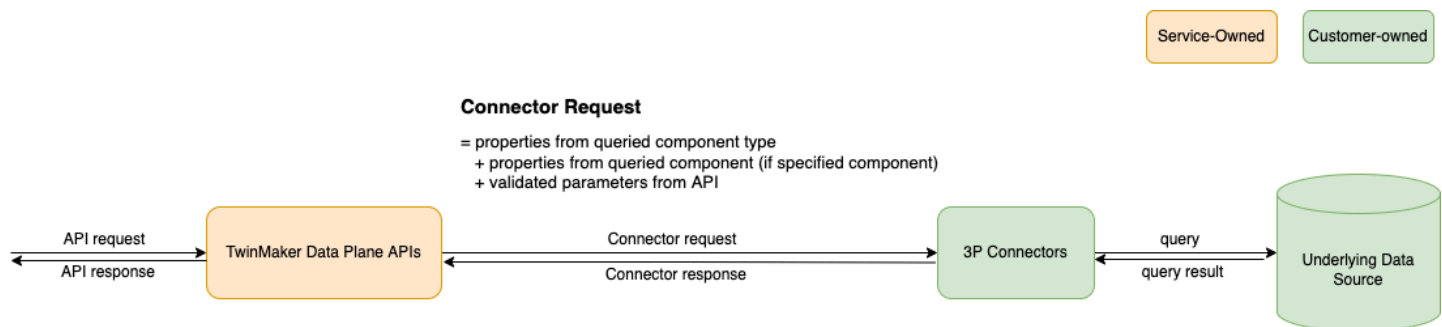 Service-Owned
Customer-owned
Connector Request
= properties from queried component type
+ properties from queried component (if specified component)
+ validated parameters from API
API request
API response
TwinMaker Data Plane APIs
Connector request
Connector response
3P Connectors
query
query result
Underlying Data
Source